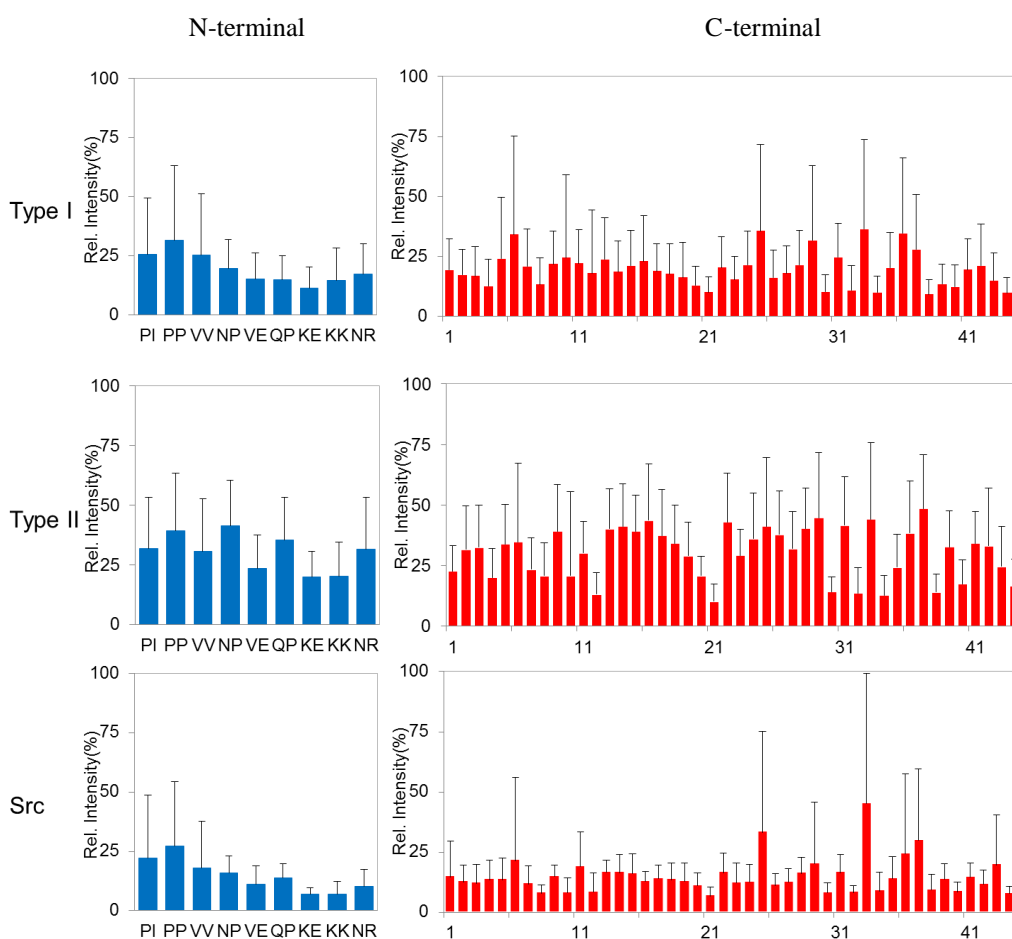 N-terminal C-terminal
Type I
Rel. Intensity(%)
100
75
50
25
0
PI PP VV NP VE QP KE KK NR
Rel. Intensity(%)
100
75
50
25
0
1 11 21 31 41
Type II
Rel. Intensity(%)
100
75
50
25
0
PI PP VV NP VE QP KE KK NR
Rel. Intensity(%)
100
75
50
25
0
1 11 21 31 41
Src
Rel. Intensity(%)
100
75
50
25
0
PI PP VV NP VE QP KE KK NR
Rel. Intensity(%)
100
75
50
25
0
1 11 21 31 41